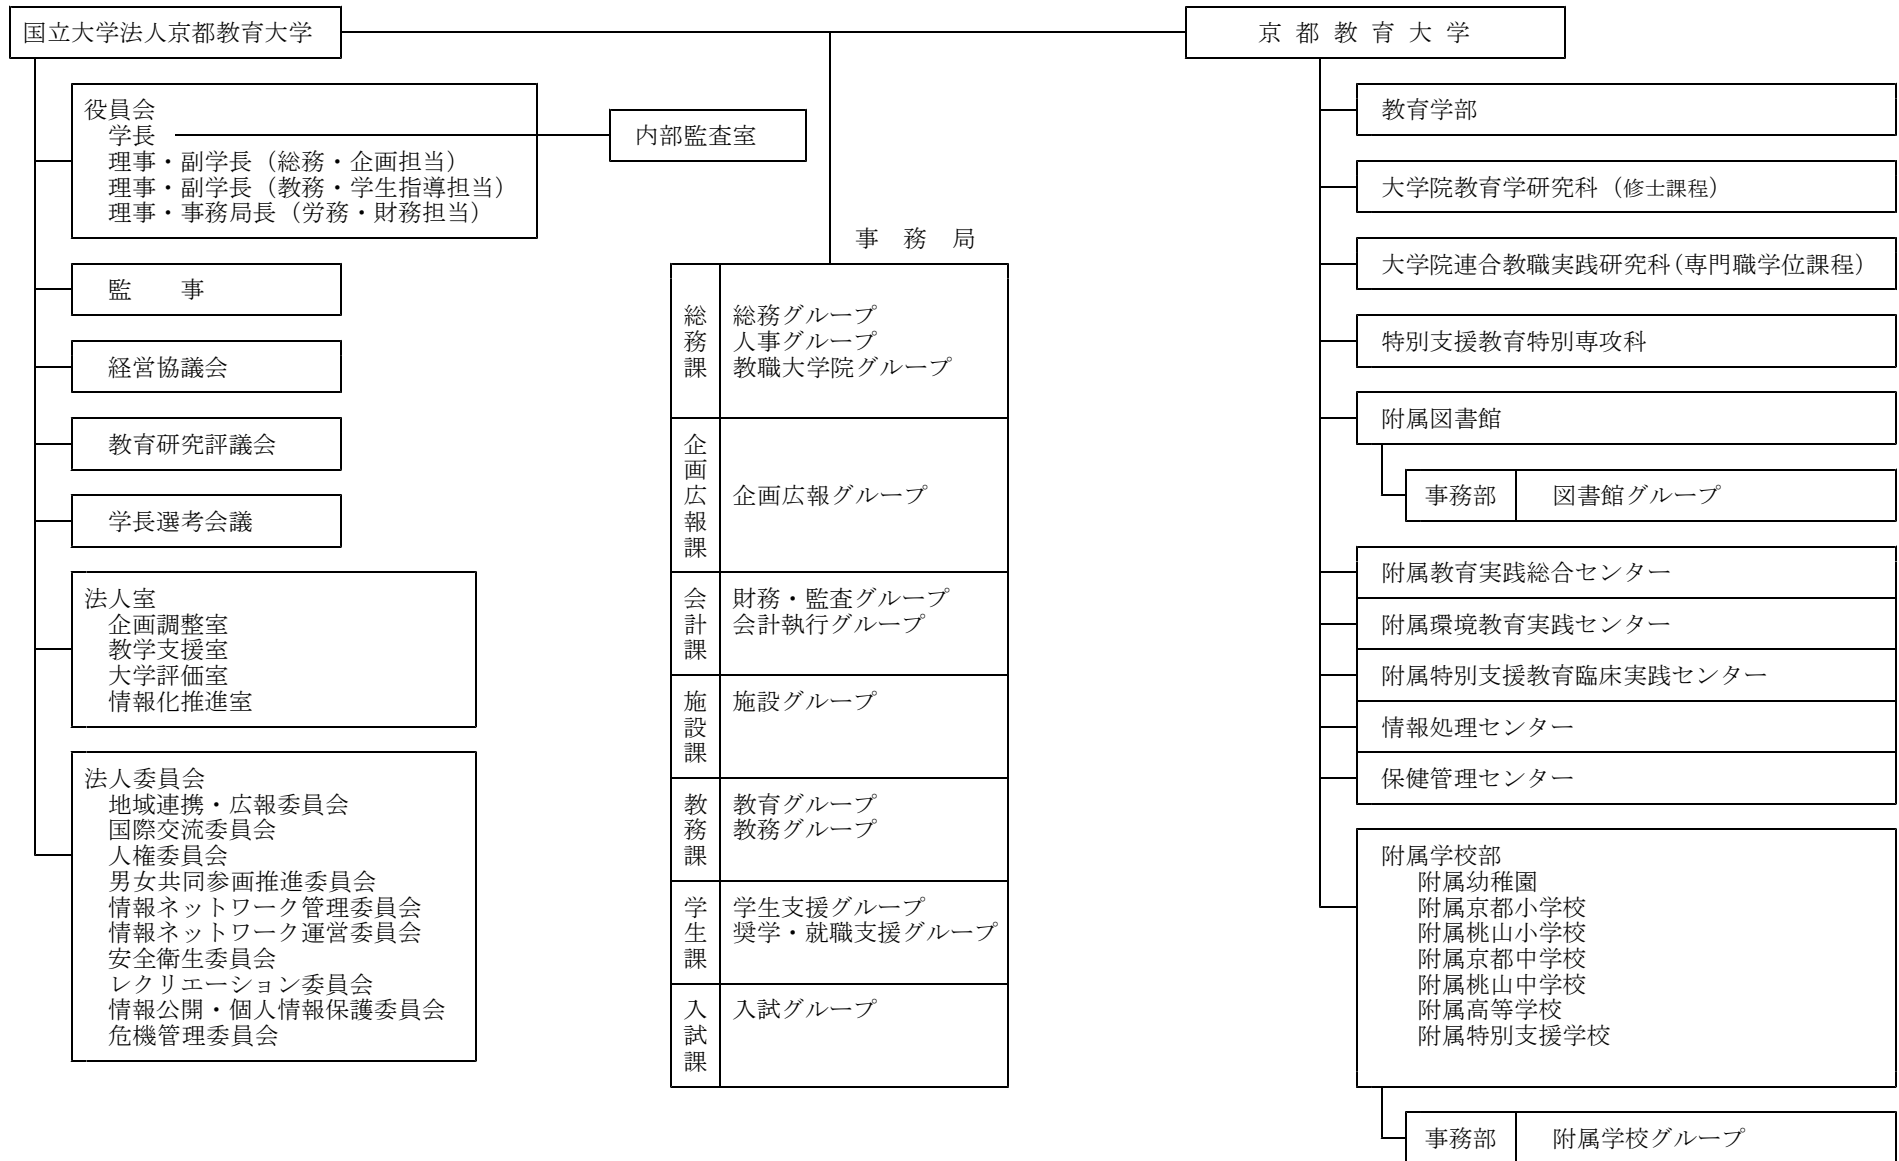 国立大学法人京都教育大学
京都教育大学
役員会
学長
理事・副学長(総務・企画担当)
理事・副学長(教務・学生指導担当)
理事・事務局長(労務・財務担当)
内部監査室
監 事
経営協議会
教育研究評議会
学長選考会議
法人室
企画調整室
教学支援室
大学評価室
情報化推進室
法人委員会
地域連携・広報委員会
国際交流委員会
人権委員会
男女共同参画推進委員会
情報ネットワーク管理委員会
情報ネットワーク運営委員会
安全衛生委員会
レクリエーション委員会
情報公開・個人情報保護委員会
危機管理委員会
事 務 局
総務課
総務グループ
人事グループ
教職大学院グループ
企画広報課
企画広報グループ
会計課
財務・監査グループ
会計執行グループ
施設課
施設グループ
教務課
教育グループ
教務グループ
学生課
学生支援グループ
奨学・就職支援グループ
入試課
入試グループ
教育学部
大学院教育学研究科(修士課程)
大学院連合教職実践研究科(専門職学位課程)
特別支援教育特別専攻科
附属図書館
事務部 図書館グループ
附属教育実践総合センター
附属環境教育実践センター
附属特別支援教育臨床実践センター
情報処理センター
保健管理センター
附属学校部
附属幼稚園
附属京都小学校
附属桃山小学校
附属京都中学校
附属桃山中学校
附属高等学校
附属特別支援学校
事務部 附属学校グループ